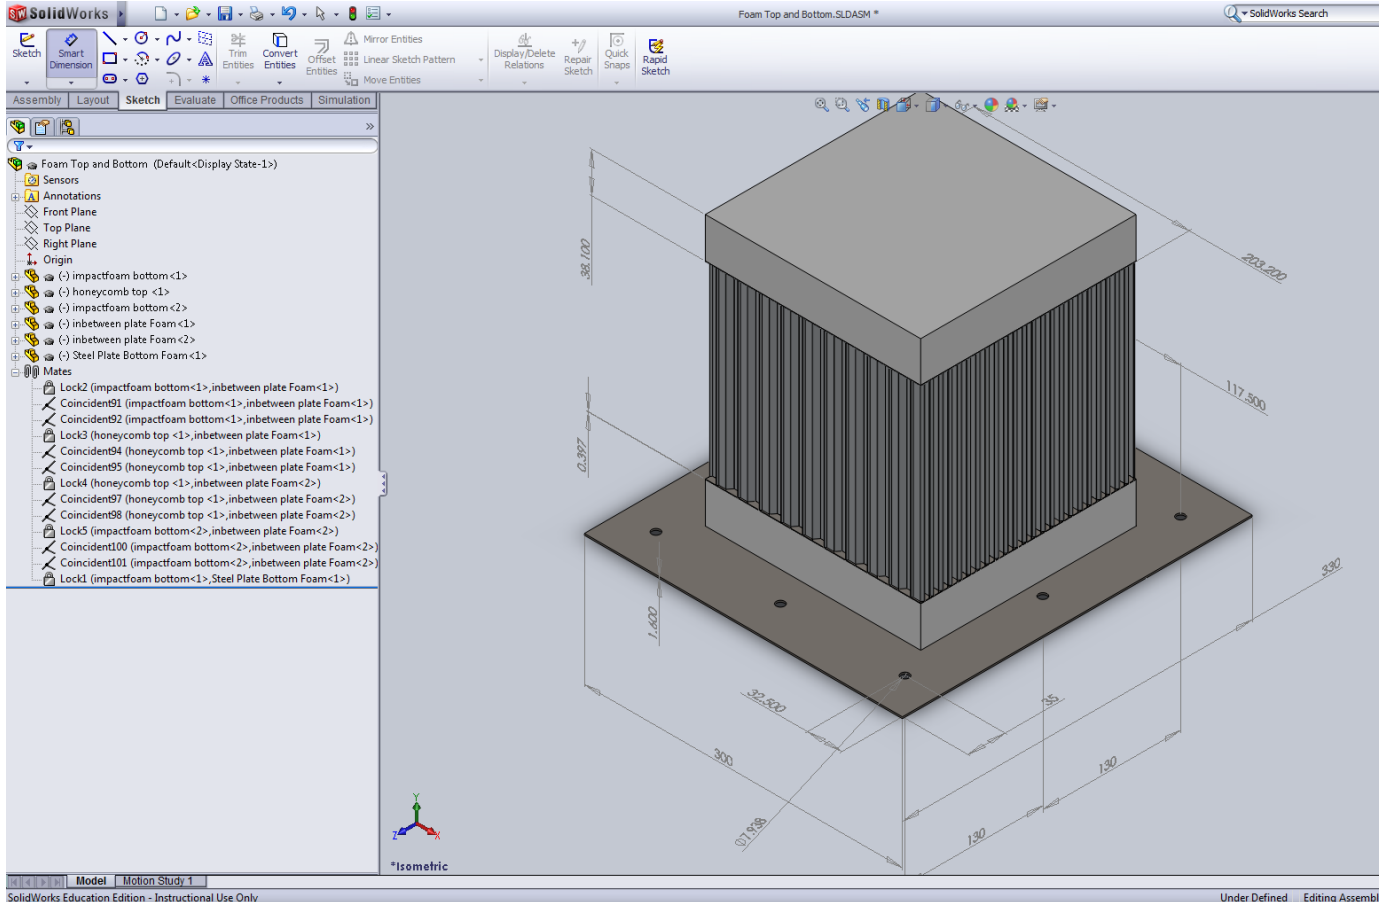 SolidWorks
Foam Top and Bottom.SLDASM *
SolidWorks Search
Sketch
Smart Dimension
Trim Entities
Convert Entities
Offset Entities
Mirror Entities
Linear Sketch Pattern
Move Entities
Display/Delete Relations
Repair Sketch
Quick Snaps
Rapid Sketch
Assembly Layout Sketch Evaluate Office Products Simulation
Foam Top and Bottom (Default<Display State-1>)
Sensors
Annotations
Front Plane
Top Plane
Right Plane
Origin
(-) impactfoam bottom<1>
(-) honeycomb top <1>
(-) impactfoam bottom<2>
(-) inbetween plate Foam<1>
(-) inbetween plate Foam<2>
(-) Steel Plate Bottom Foam<1>
Mates
Lock2 (impactfoam bottom<1>,inbetween plate Foam<1>)
Coincident91 (impactfoam bottom<1>,inbetween plate Foam<1>)
Coincident92 (impactfoam bottom<1>,inbetween plate Foam<1>)
Lock3 (honeycomb top <1>,inbetween plate Foam<1>)
Coincident94 (honeycomb top <1>,inbetween plate Foam<1>)
Coincident95 (honeycomb top <1>,inbetween plate Foam<1>)
Lock4 (honeycomb top <1>,inbetween plate Foam<2>)
Coincident97 (honeycomb top <1>,inbetween plate Foam<2>)
Coincident98 (honeycomb top <1>,inbetween plate Foam<2>)
Lock5 (impactfoam bottom<2>,inbetween plate Foam<2>)
Coincident100 (impactfoam bottom<2>,inbetween plate Foam<2>)
Coincident101 (impactfoam bottom<2>,inbetween plate Foam<2>)
Lock1 (impactfoam bottom<1>,Steel Plate Bottom Foam<1>)
38.100
203.200
117.500
0.397
330
1.600
32.500
35
300
130
Ø7.938
130
Y
Z
X
*Isometric
Model Motion Study 1
SolidWorks Education Edition - Instructional Use Only
Under Defined
Editing Assembl